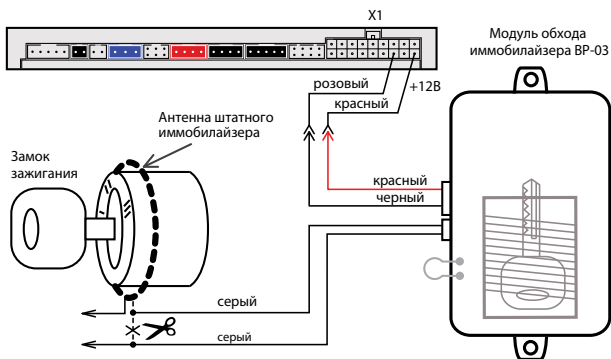 X1
Модуль обхода
иммобилайзера BP-03
розовый
+12В
красный
Антенна штатного
иммобилайзера
Замок
зажигания
красный
черный
серый
серый